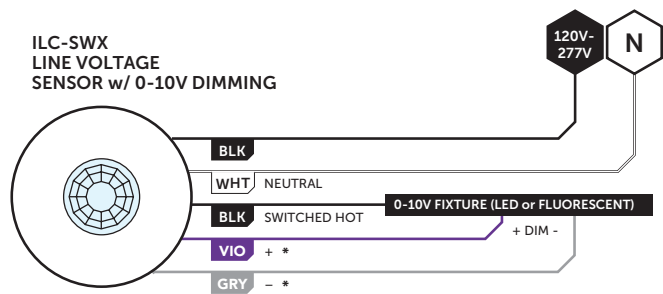 ILC-SWX
LINE VOLTAGE
SENSOR w/ 0-10V DIMMING
120V-
277V
N
BLK
WHT NEUTRAL
BLK SWITCHED HOT
0-10V FIXTURE (LED or FLUORESCENT)
+ DIM -
VIO + *
GRY – *